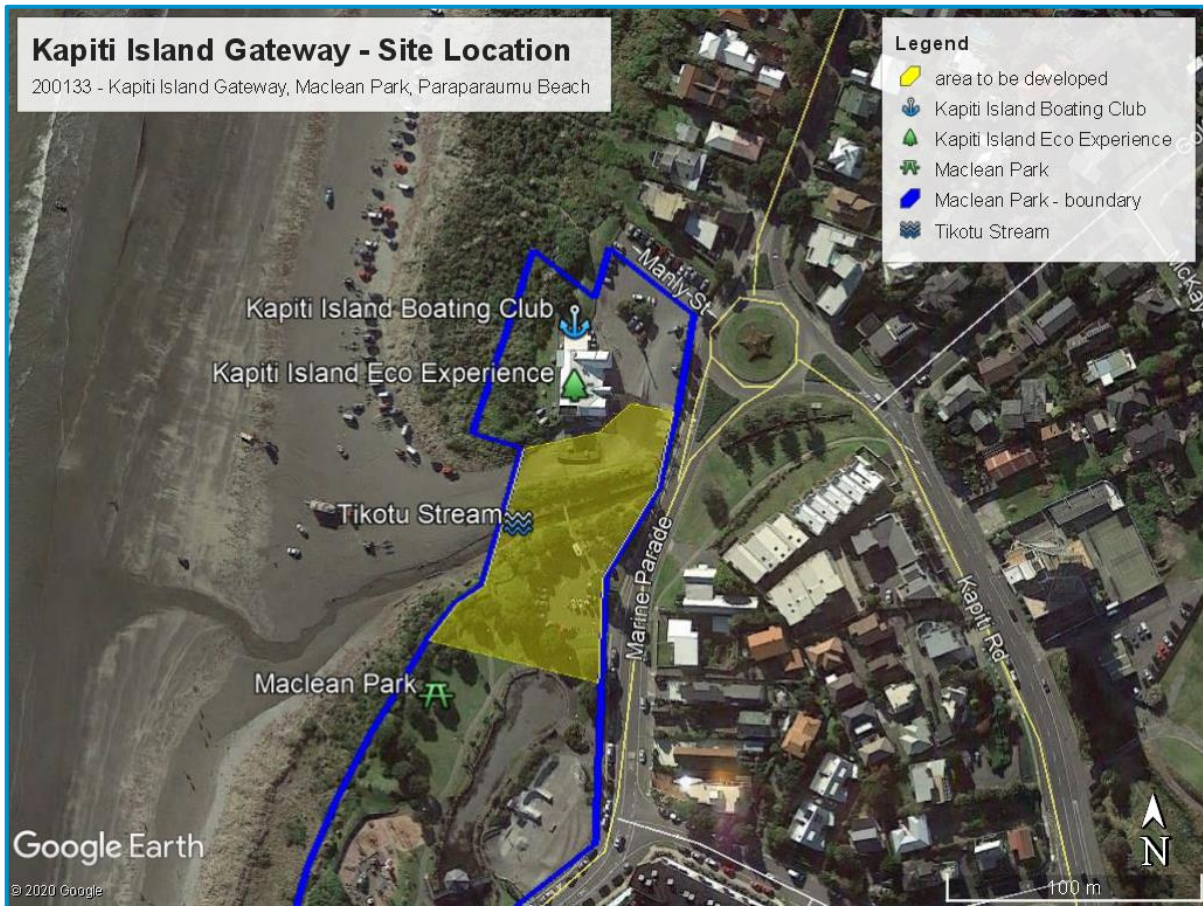 Kapiti Island Gateway - Site Location
200133 - Kapiti Island Gateway, Maclean Park, Paraparaumu Beach
Legend
area to be developed
Kapiti Island Boating Club
Kapiti Island Eco Experience
Maclean Park
Maclean Park - boundary
Tikotu Stream
Manly St
Kapiti Island Boating Club
Kapiti Island Eco Experience
Tikotu Stream
Marine Parade
Kapiti Rd
Maclean Park
Google Earth
© 2020 Google
N
100 m